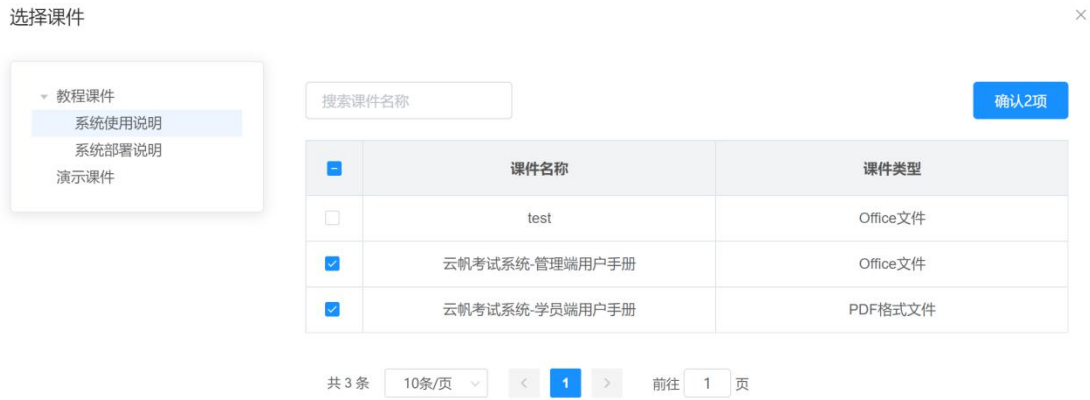 选择课件
教程课件
系统使用说明
系统部署说明
演示课件
搜索课件名称
确认2项
课件名称 课件类型
test Office文件
云帆考试系统-管理端用户手册 Office文件
云帆考试系统-学员端用户手册 PDF格式文件
共 3 条 10条/页 1 前往 1 页